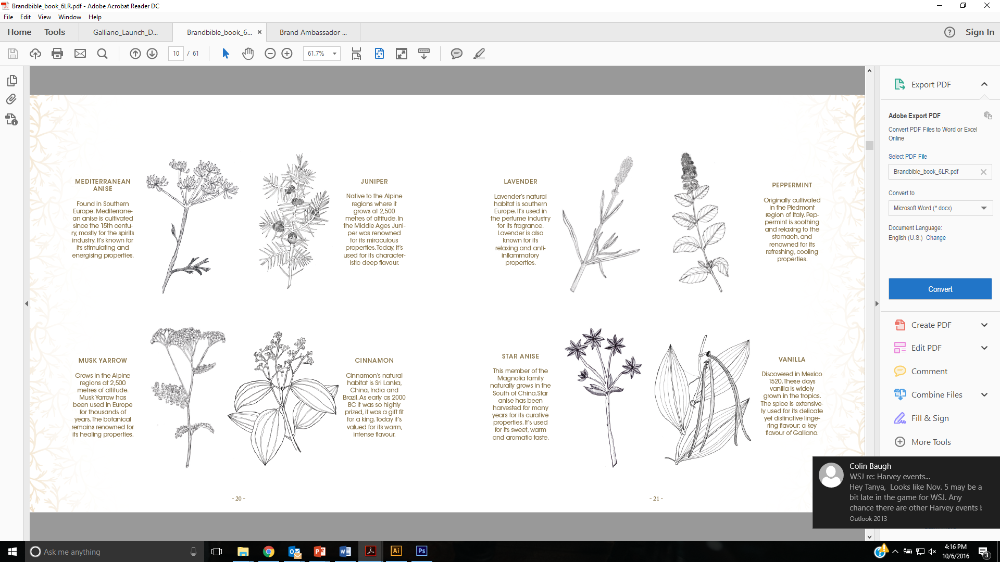 Brandbible_book_6LR.pdf - Adobe Acrobat Reader DC
File Edit View Window Help
Home Tools Galliano_Launch_D... Brandbible_book_6... × Brand Ambassador ... Sign In
10 / 61 61.7%
MEDITERRANEAN
ANISE
Found in Southern
Europe. Mediterrane-
an anise is cultivated
since the 15th centu-
ry, mostly for the spirits
industry. It's known for
its stimulating and
energising properties.
JUNIPER
Native to the Alpine
regions where it
grows at 2,500
metres of altitude. In
the Middle Ages Juni-
per was renowned
for its miraculous
properties. Today, it's
used for its character-
istic deep flavour.
LAVENDER
Lavender's natural
habitat is southern
Europe. It's used in
the perfume industry
for its fragrance.
Lavender is also
known for its
relaxing and anti-
inflammatory
properties.
PEPPERMINT
Originally cultivated
in the Piedmont
region of Italy. Pep-
permint is soothing
and relaxing to the
stomach, and
renowned for its
refreshing, cooling
properties.
MUSK YARROW
Grows in the Alpine
regions at 2,500
metres of altitude.
Musk Yarrow has
been used in Europe
for thousands of
years. The botanical
remains renowned for
its healing properties.
CINNAMON
Cinnamon's natural
habitat is Sri Lanka,
China, India and
Brazil. As early as 2000
BC it was so highly
prized, it was a gift fit
for a king. Today it's
valued for its warm,
intense flavour.
STAR ANISE
This member of the
Magnolia family
naturally grows in the
South of China. Star
anise has been
harvested for many
years for its curative
properties. It's used
for its sweet, warm
and aromatic taste.
VANILLA
Discovered in Mexico
1520. These days
vanilla is widely
grown in the tropics.
The spice is extensive-
ly used for its delicate
yet distinctive linge-
ring flavour; a key
flavour of Galliano.
- 20 -
- 21 -
Export PDF
Adobe Export PDF
Convert PDF Files to Word or Excel
Online
Select PDF File
Brandbible_book_6LR.pdf
Convert to
Microsoft Word (*.docx)
Document Language:
English (U.S.) Change
Convert
Create PDF
Edit PDF
Comment
Combine Files
Fill & Sign
More Tools
Colin Baugh
WSJ re: Harvey events...
Hey Tanya, Looks like Nov. 5 may be a
bit late in the game for WSJ. Any
chance there are other Harvey events
Outlook 2013
Ask me anything
Ai
Ps
4:16 PM
10/6/2016
3